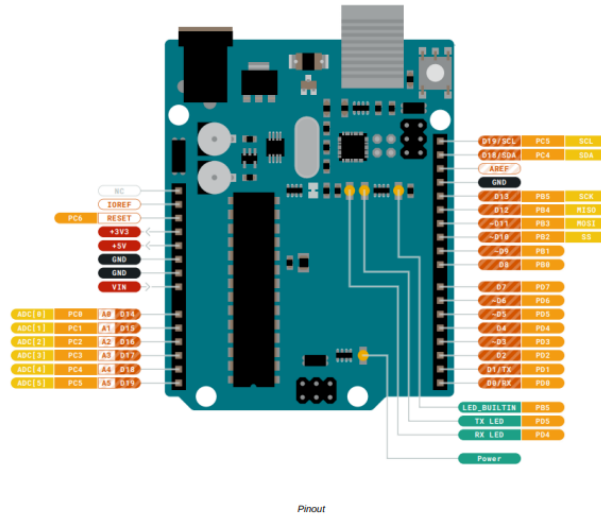 D19/SCL PC5 SCL
D18/SDA PC4 SDA
AREF
GND
~D13 PB5 SCK
~D12 PB4 MISO
~D11 PB3 MOSI
~D10 PB2 SS
~D9 PB1
D8 PB0
D7 PD7
~D6 PD6
~D5 PD5
D4 PD4
~D3 PD3
D2 PD2
D1/TX PD1
D0/RX PD0
NC
IOREF
PC6 RESET
+3V3
+5V
GND
GND
VIN
ADC[0] PC0 A0 D14
ADC[1] PC1 A1 D15
ADC[2] PC2 A2 D16
ADC[3] PC3 A3 D17
ADC[4] PC4 A4 D18
ADC[5] PC5 A5 D19
LED_BUILTIN PB5
TX LED PD5
RX LED PD4
Power
Pinout